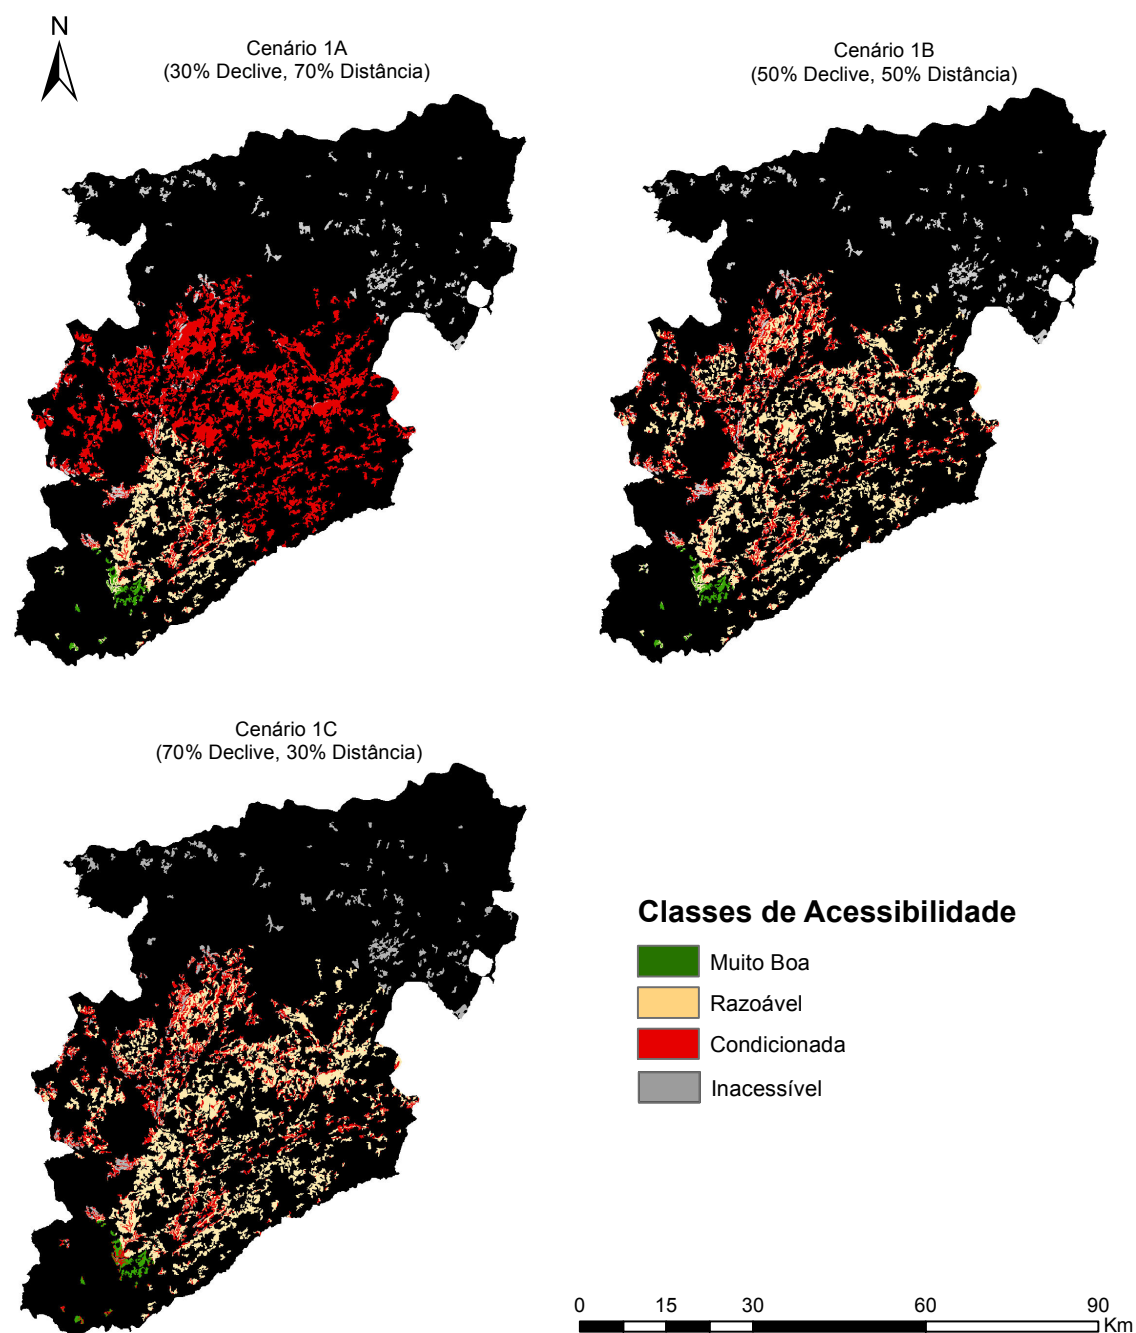 N
Cenário 1A
(30% Declive, 70% Distância)
Cenário 1B
(50% Declive, 50% Distância)
Cenário 1C
(70% Declive, 30% Distância)
Classes de Acessibilidade
Muito Boa
Razoável
Condicionada
Inacessível
0 15 30 60 90
Km